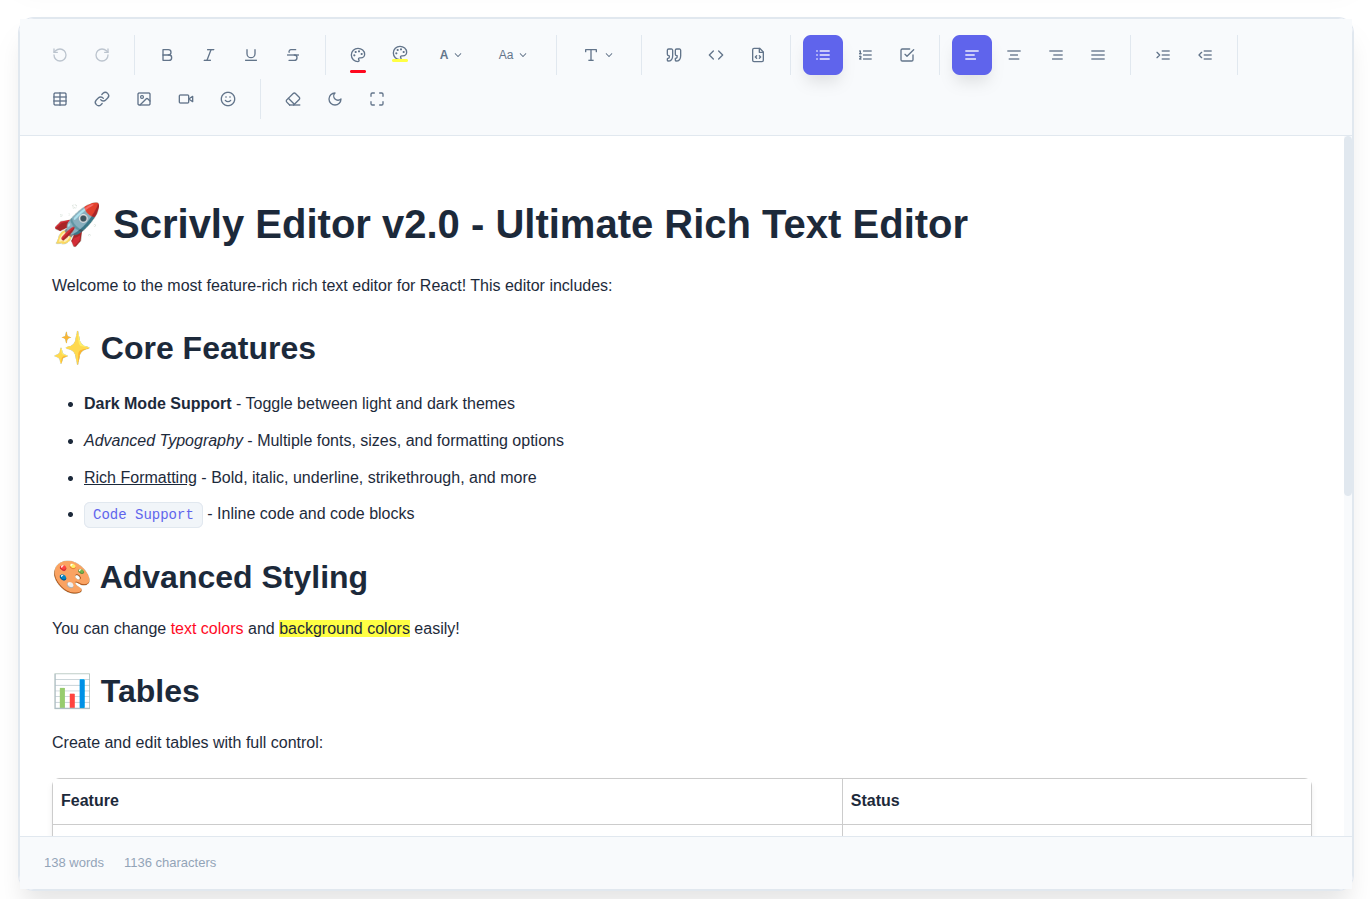 A
Aa
🚀 Scrivly Editor v2.0 - Ultimate Rich Text Editor
Welcome to the most feature-rich rich text editor for React! This editor includes:
✨ Core Features
• Dark Mode Support - Toggle between light and dark themes
• Advanced Typography - Multiple fonts, sizes, and formatting options
• Rich Formatting - Bold, italic, underline, strikethrough, and more
• Code Support - Inline code and code blocks
🎨 Advanced Styling
You can change text colors and background colors easily!
📊 Tables
Create and edit tables with full control:
Feature Status
138 words 1136 characters